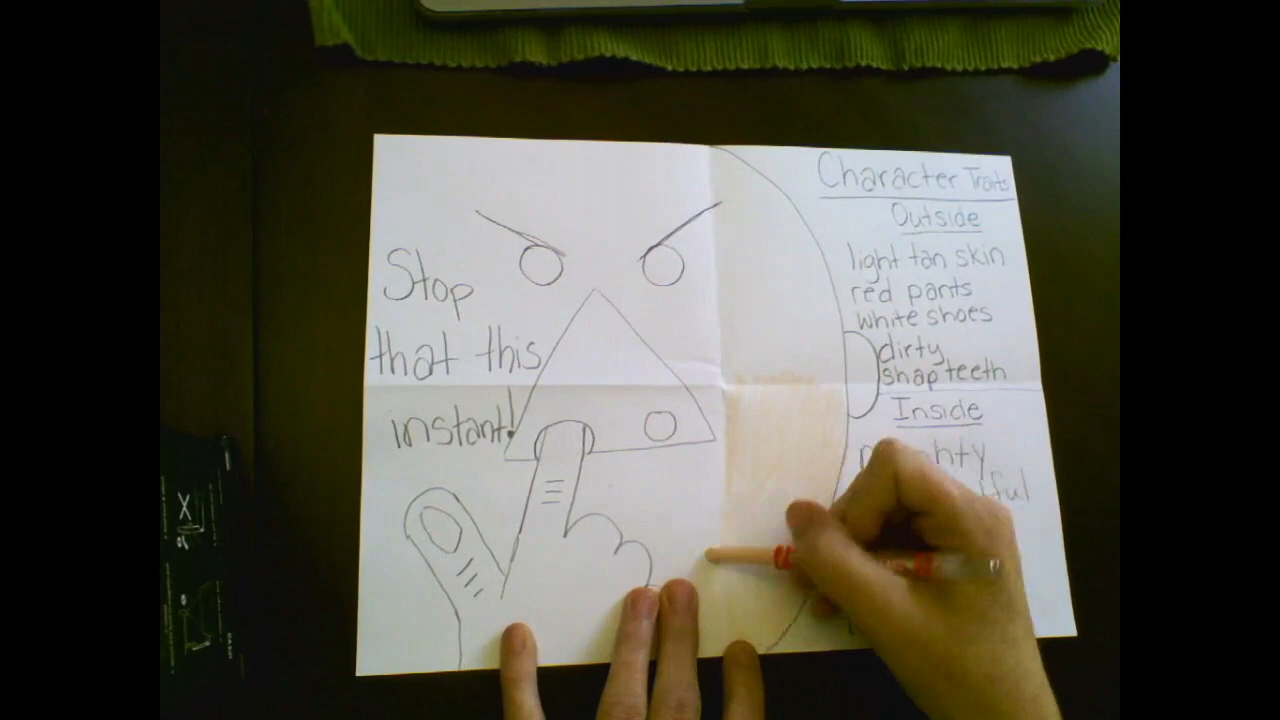 Stop
that this
instant!
Character Traits
Outside
light tan skin
red pants
white shoes
dirty
shap teeth
Inside